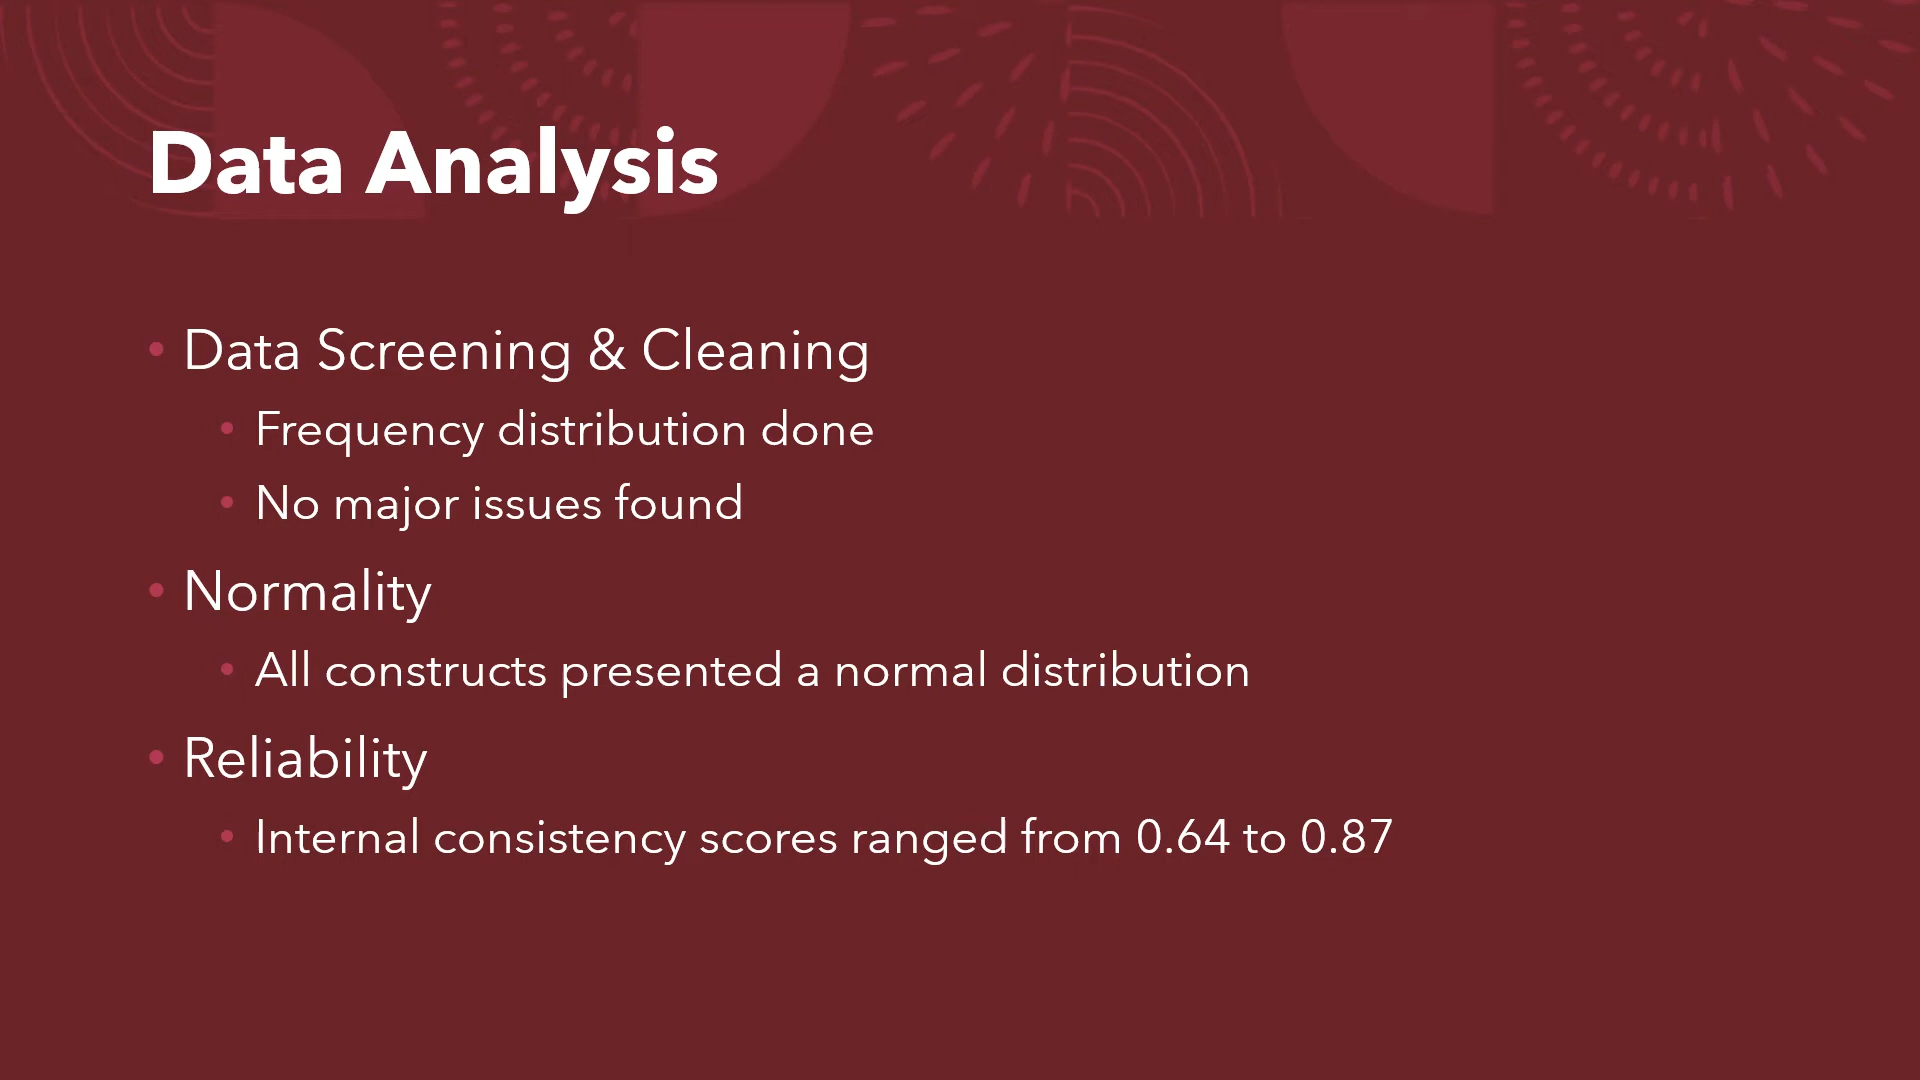 Data Analysis
• Data Screening & Cleaning
• Frequency distribution done
• No major issues found
• Normality
• All constructs presented a normal distribution
• Reliability
• Internal consistency scores ranged from 0.64 to 0.87